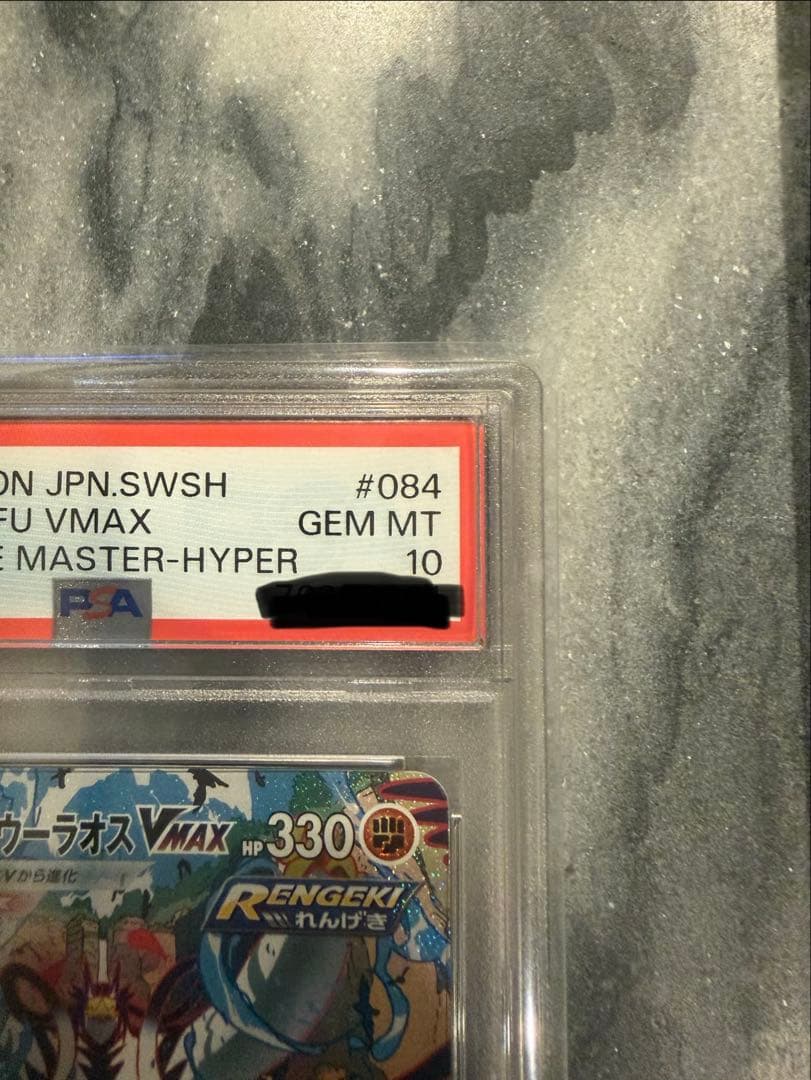 ON JPN.SWSH #084
FU VMAX GEM MT
E MASTER-HYPER 10
PSA
ウーラオス VMAX HP 330
Vから進化
RENGEKI
れんげき